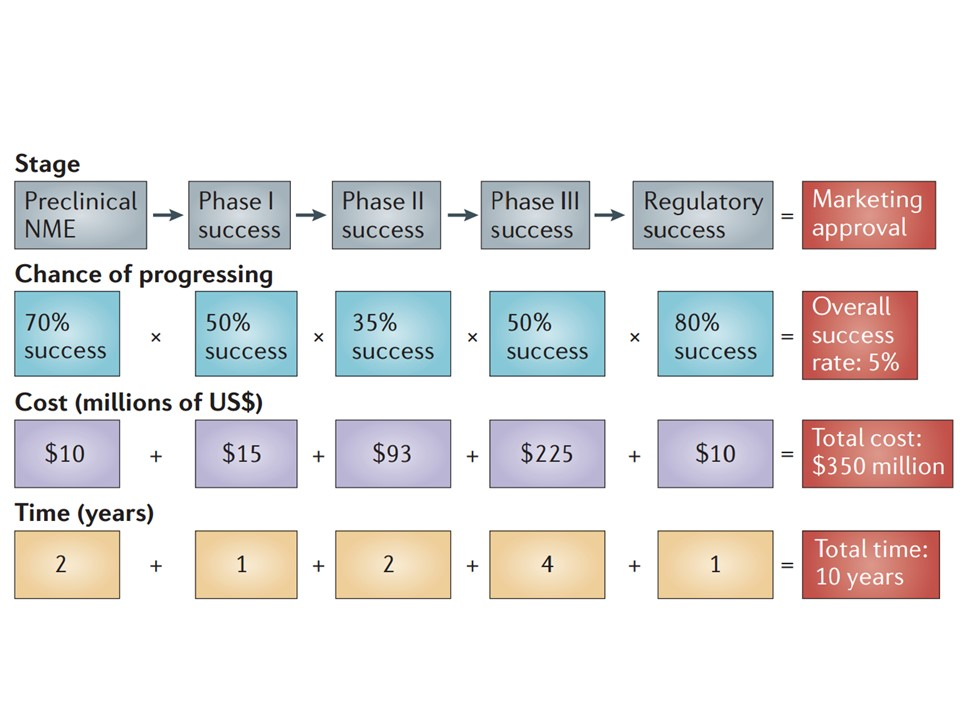 Stage
Preclinical
NME
Phase I
success
Phase II
success
Phase III
success
Regulatory
success
=
Marketing
approval
Chance of progressing
70%
success
×
50%
success
×
35%
success
×
50%
success
×
80%
success
=
Overall
success
rate: 5%
Cost (millions of US$)
$10
+
$15
+
$93
+
$225
+
$10
=
Total cost:
$350 million
Time (years)
2
+
1
+
2
+
4
+
1
=
Total time:
10 years